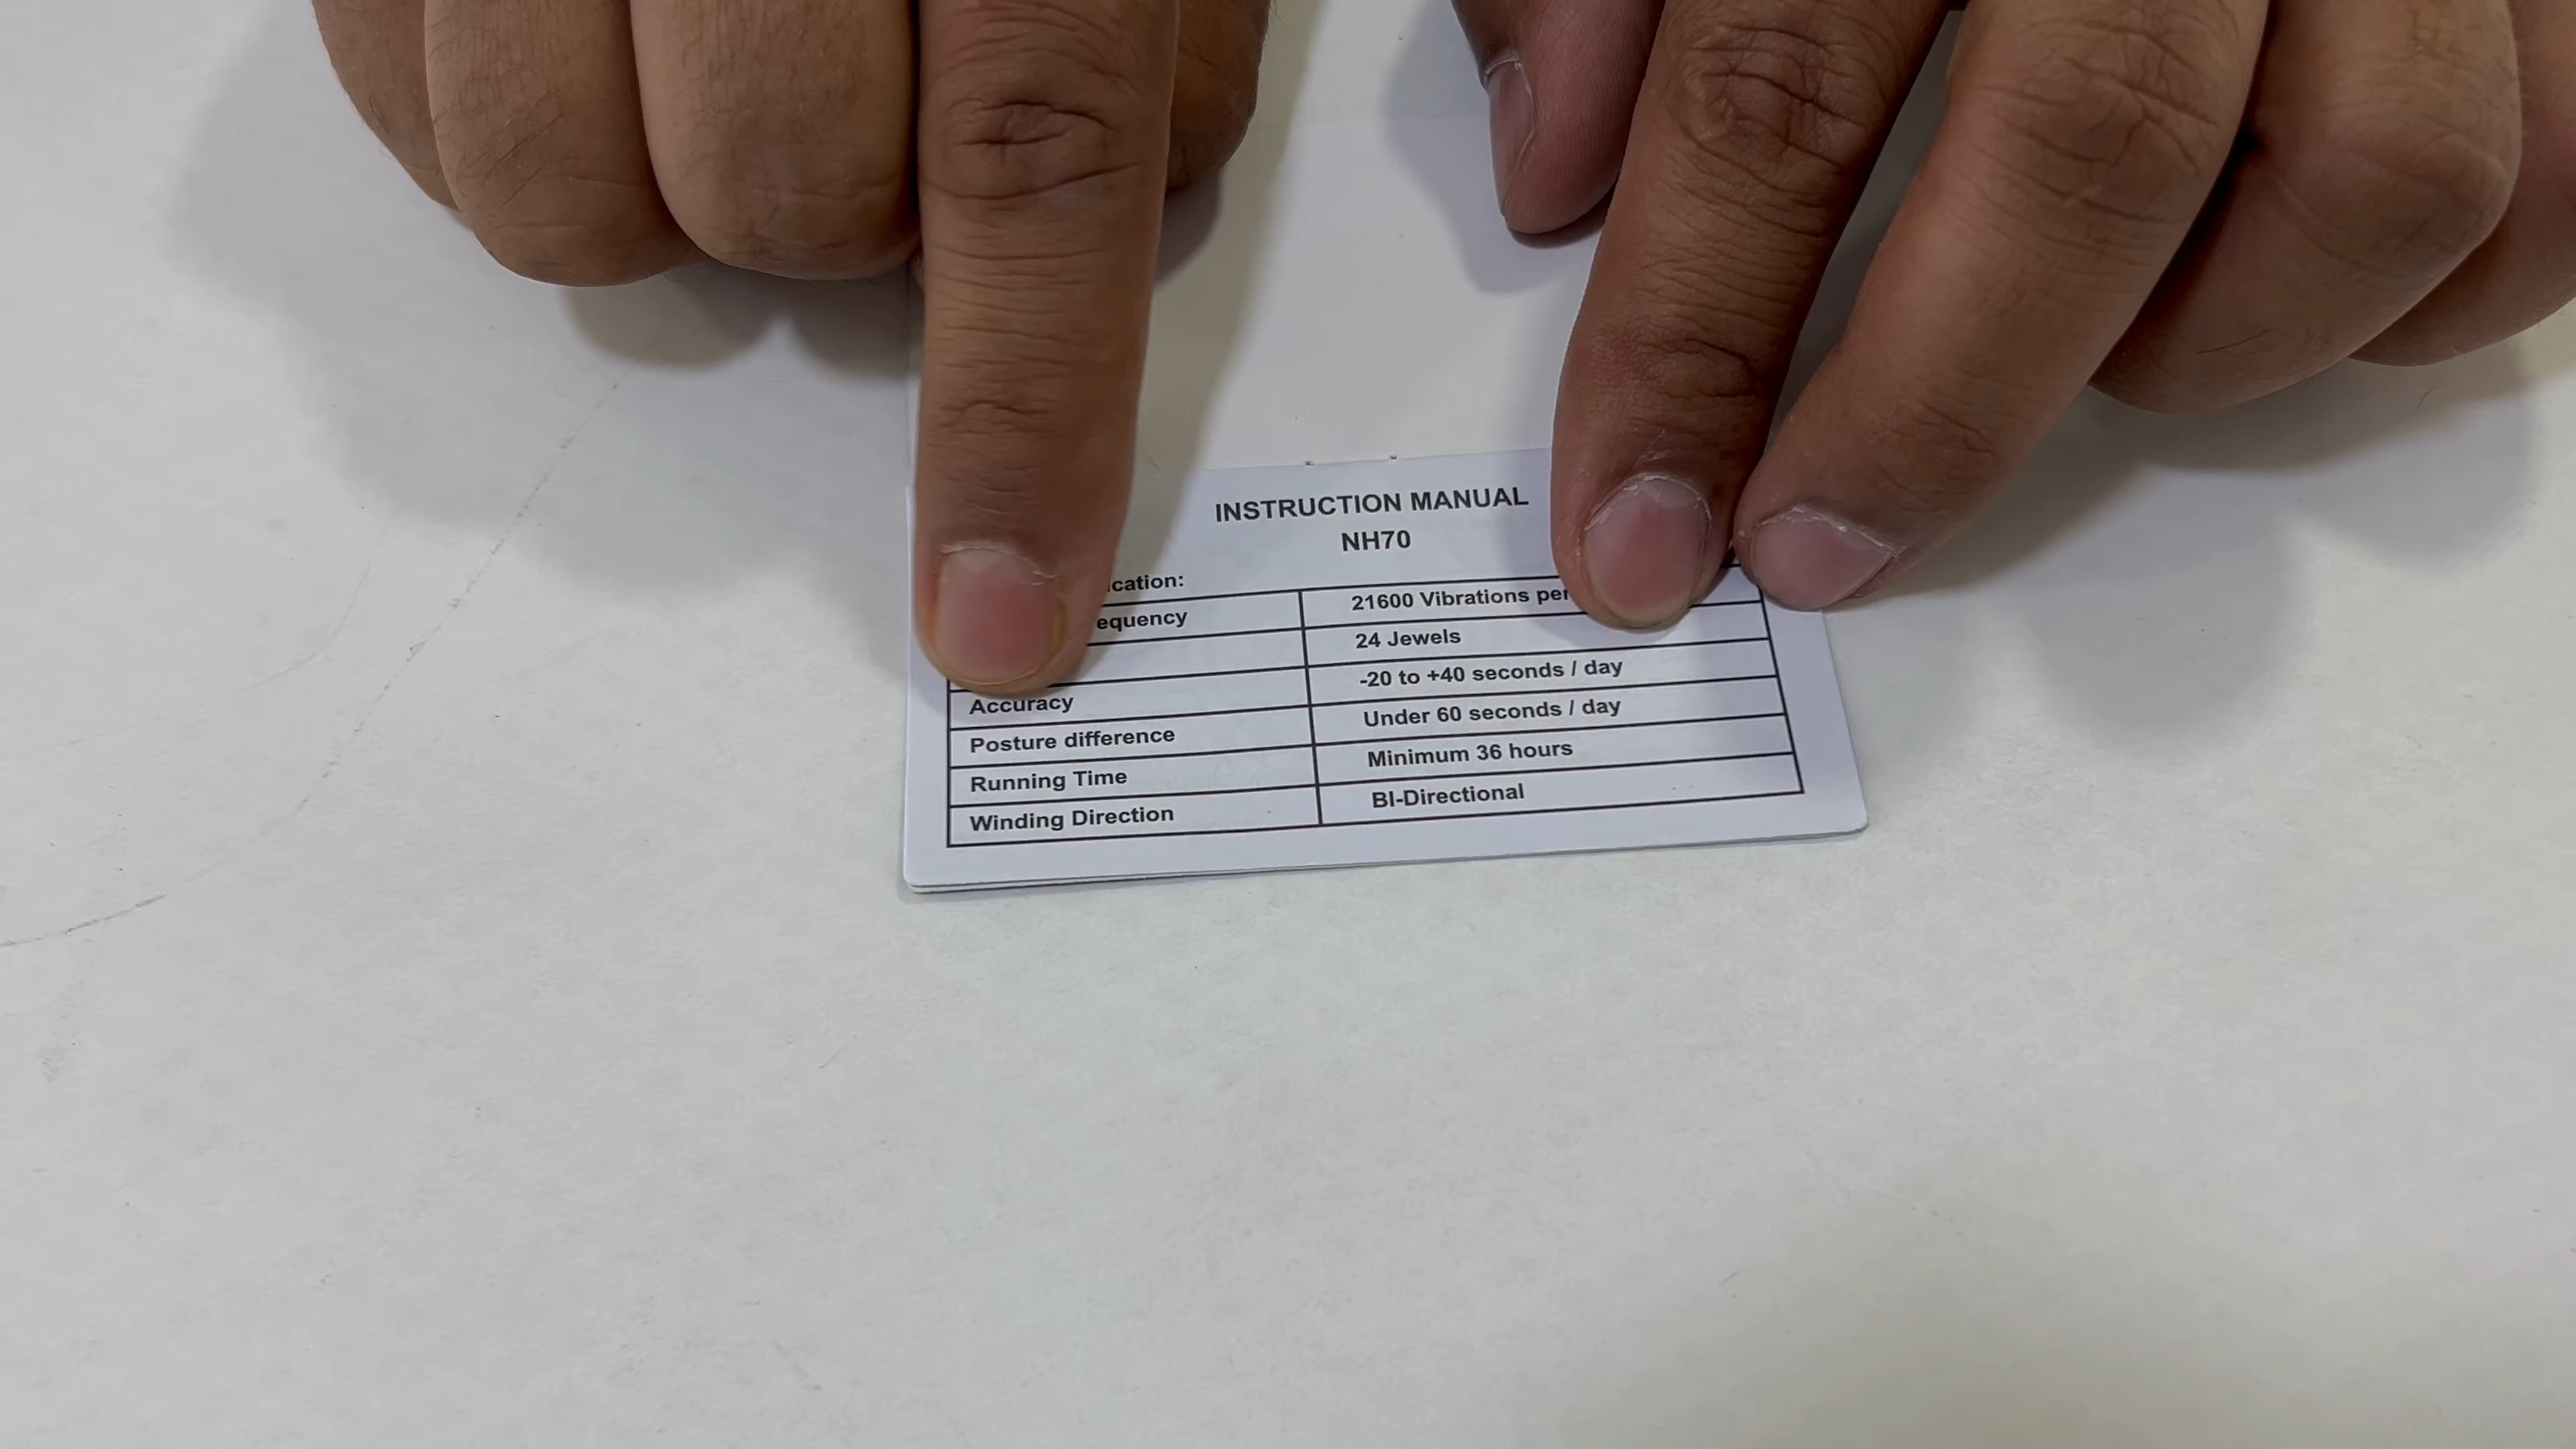 INSTRUCTION MANUAL
NH70
ication:
equency 21600 Vibrations per
24 Jewels
Accuracy -20 to +40 seconds / day
Posture difference Under 60 seconds / day
Running Time Minimum 36 hours
Winding Direction BI-Directional